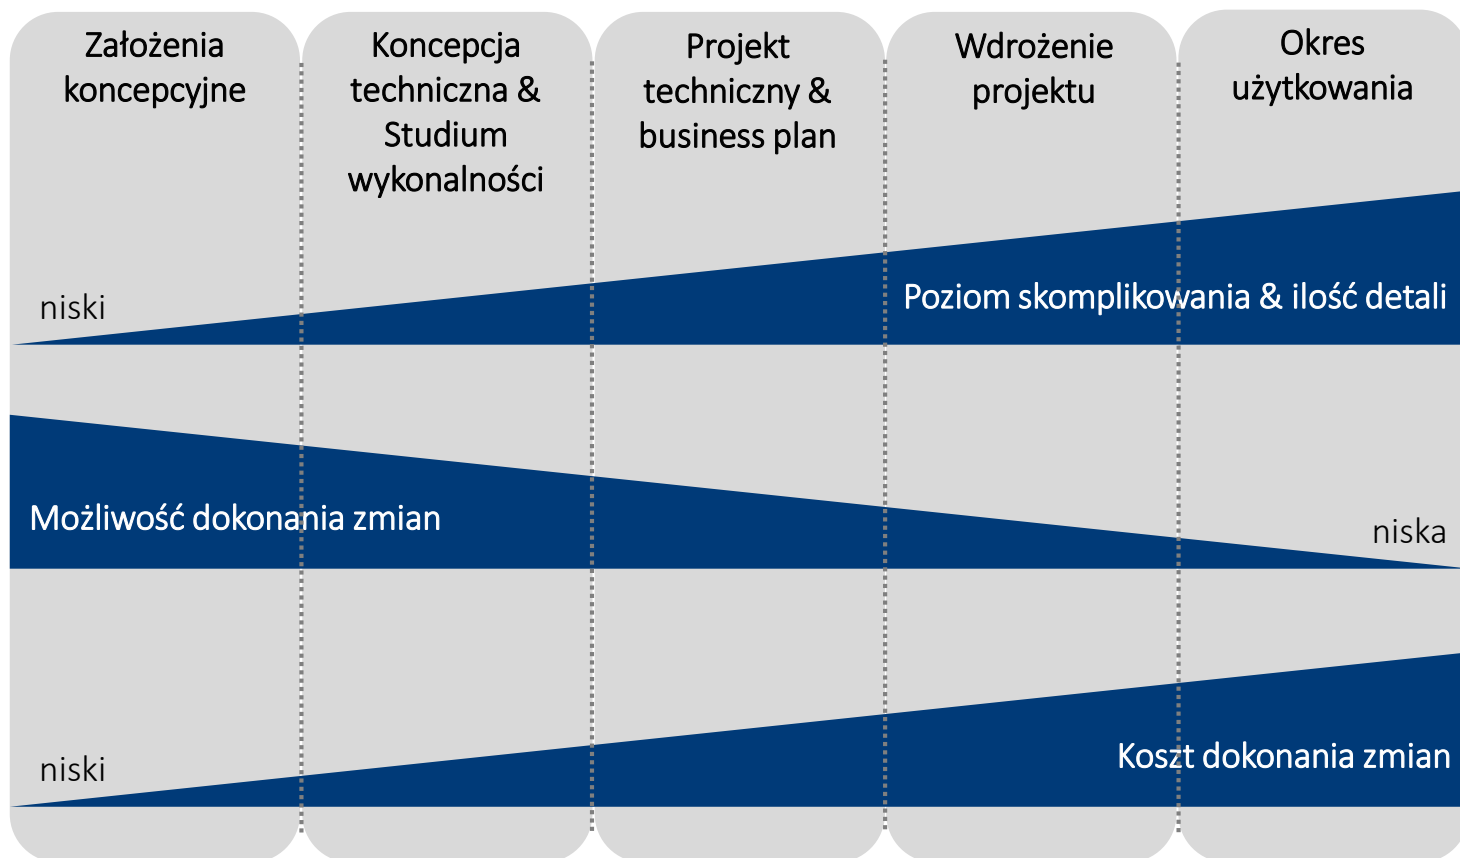 Założenia
koncepcyjne
Koncepcja
techniczna &
Studium
wykonalności
Projekt
techniczny &
business plan
Wdrożenie
projektu
Okres
użytkowania
niski
Poziom skomplikowania & ilość detali
Możliwość dokonania zmian
niska
niski
Koszt dokonania zmian